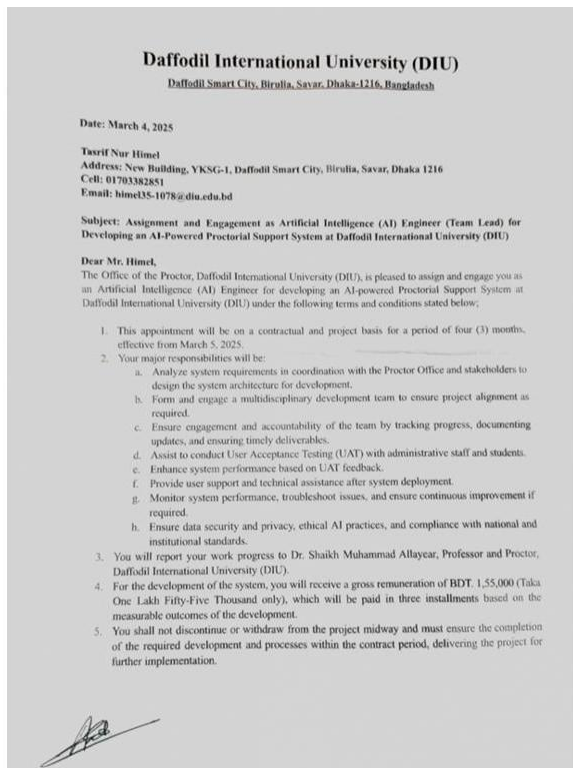 Daffodil International University (DIU)
Daffodil Smart City, Birulia, Savar, Dhaka-1216, Bangladesh
Date: March 4, 2025
Tasrif Nur Himel
Address: New Building, YKSG-1, Daffodil Smart City, Birulia, Savar, Dhaka 1216
Cell: 01703382851
Email: himel35-1078@diu.edu.bd
Subject: Assignment and Engagement as Artificial Intelligence (AI) Engineer (Team Lead) for
Developing an AI-Powered Proctorial Support System at Daffodil International University (DIU)
Dear Mr. Himel,
The Office of the Proctor, Daffodil International University (DIU), is pleased to assign and engage you as
an Artificial Intelligence (AI) Engineer for developing an AI-powered Proctorial Support System at
Daffodil International University (DIU) under the following terms and conditions stated below;
1. This appointment will be on a contractual and project basis for a period of four (3) months,
effective from March 5, 2025.
2. Your major responsibilities will be:
a. Analyze system requirements in coordination with the Proctor Office and stakeholders to
design the system architecture for development.
b. Form and engage a multidisciplinary development team to ensure project alignment as
required.
c. Ensure engagement and accountability of the team by tracking progress, documenting
updates, and ensuring timely deliverables.
d. Assist to conduct User Acceptance Testing (UAT) with administrative staff and students.
e. Enhance system performance based on UAT feedback.
f. Provide user support and technical assistance after system deployment.
g. Monitor system performance, troubleshoot issues, and ensure continuous improvement if
required.
h. Ensure data security and privacy, ethical AI practices, and compliance with national and
institutional standards.
3. You will report your work progress to Dr. Shaikh Muhammad Allayear, Professor and Proctor,
Daffodil International University (DIU).
4. For the development of the system, you will receive a gross remuneration of BDT. 1,55,000 (Taka
One Lakh Fifty-Five Thousand only), which will be paid in three installments based on the
measurable outcomes of the development.
5. You shall not discontinue or withdraw from the project midway and must ensure the completion
of the required development and processes within the contract period, delivering the project for
further implementation.